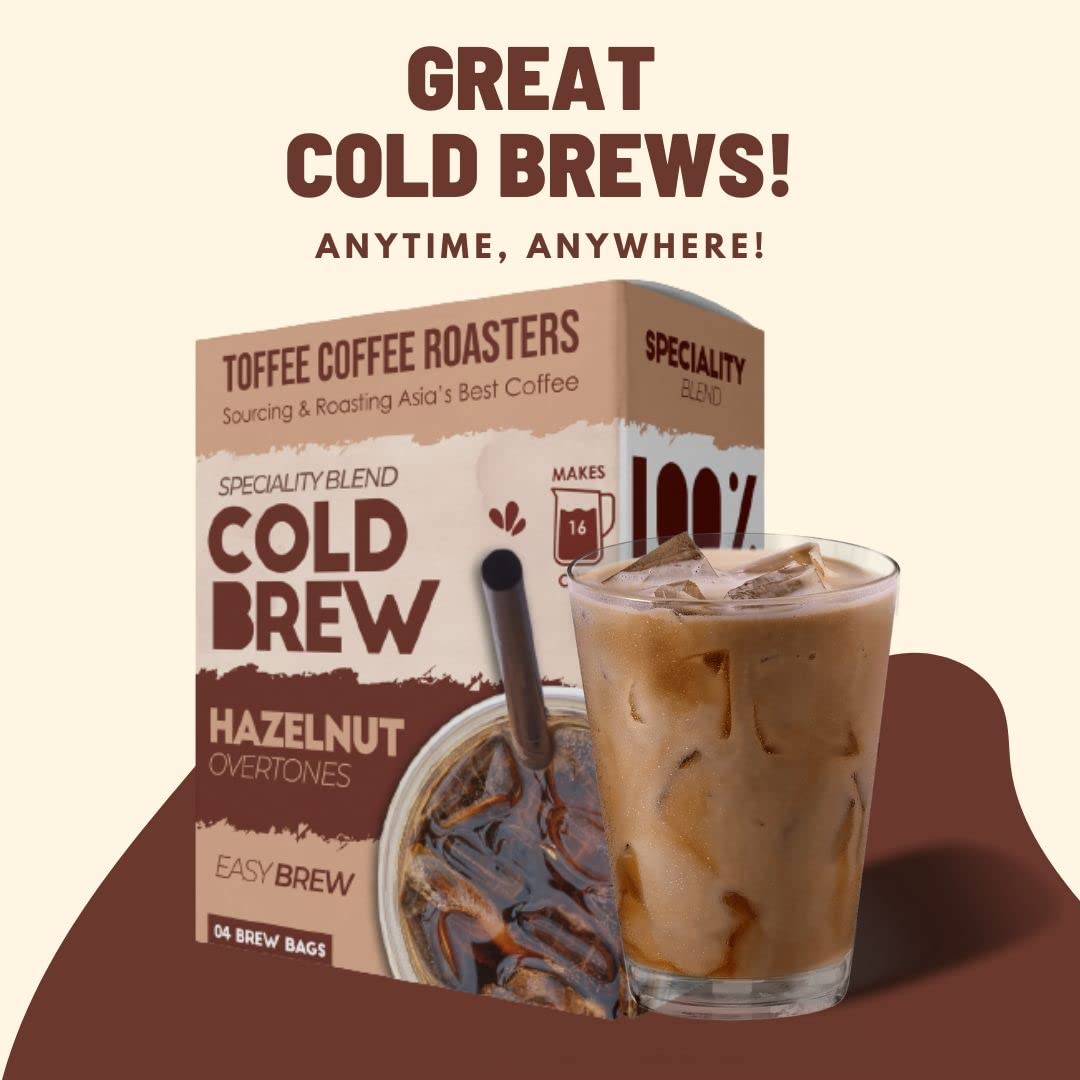 GREAT
COLD BREWS!
ANYTIME, ANYWHERE!
TOFFEE COFFEE ROASTERS
Sourcing & Roasting Asia's Best Coffee
SPECIALITY BLEND
COLD
BREW
MAKES
16
HAZELNUT
OVERTONES
EASY BREW
04 BREW BAGS
SPECIALITY
BLEND
100%